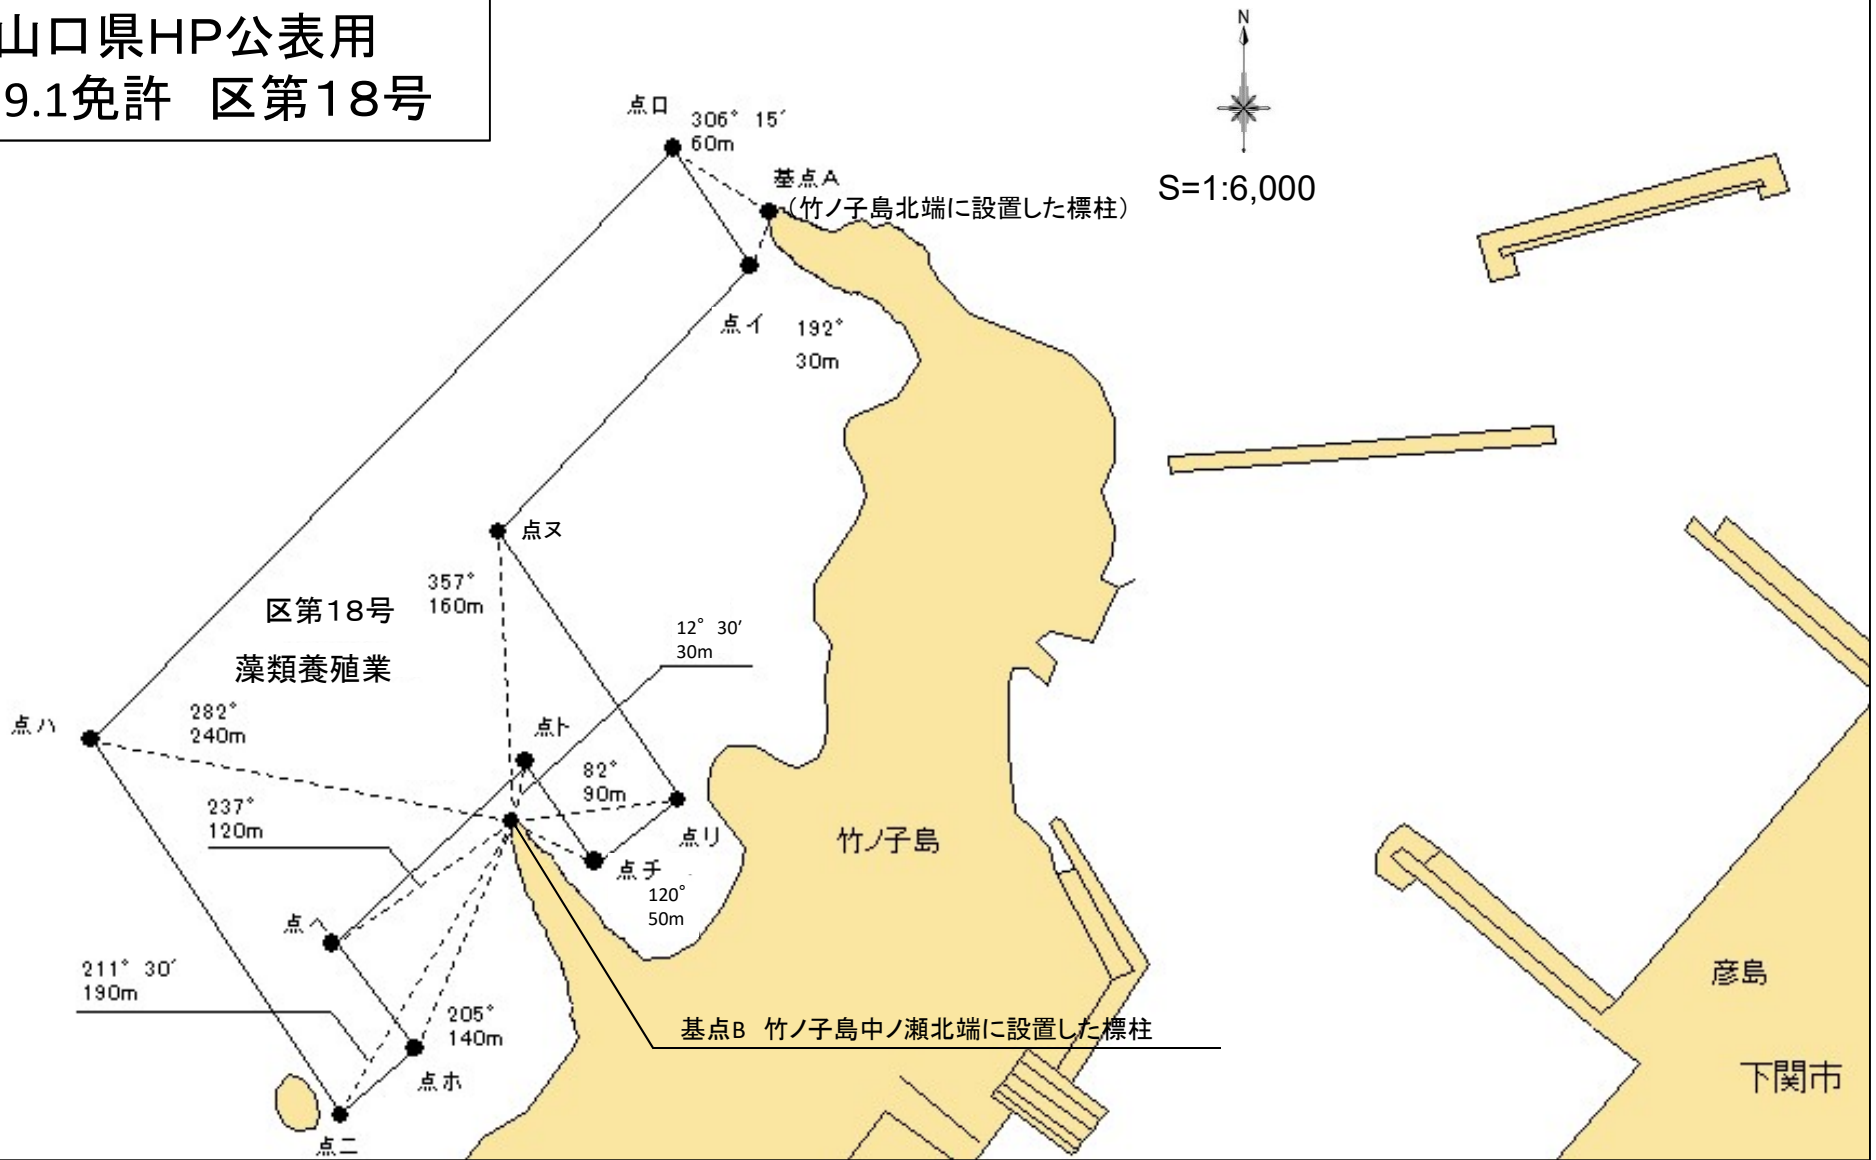 山口県HP公表用
9.1免許 区第18号
N
S=1:6,000
点ロ
306° 15′
60m
基点A
（竹ノ子島北端に設置した標柱）
点イ
192°
30m
点ヌ
357°
160m
区第18号
藻類養殖業
12° 30′
30m
点ハ
282°
240m
点ト
82°
90m
237°
120m
点リ
竹ノ子島
点チ
120°
50m
点ヘ
211° 30′
190m
205°
140m
基点B 竹ノ子島中ノ瀬北端に設置した標柱
彦島
下関市
点ホ
点ニ